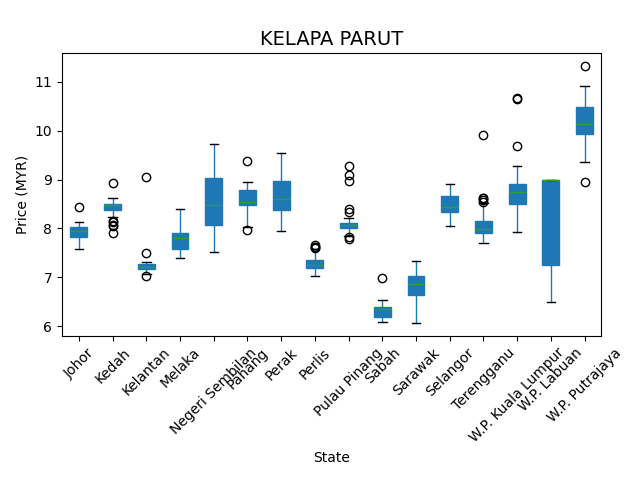 KELAPA PARUT
Price (MYR)
11
10
9
8
7
6
Johor
Kedah
Kelantan
Melaka
Negeri Sembilan
Pahang
Perak
Perlis
Pulau Pinang
Sabah
Sarawak
Selangor
Terengganu
W.P. Kuala Lumpur
W.P. Labuan
W.P. Putrajaya
State